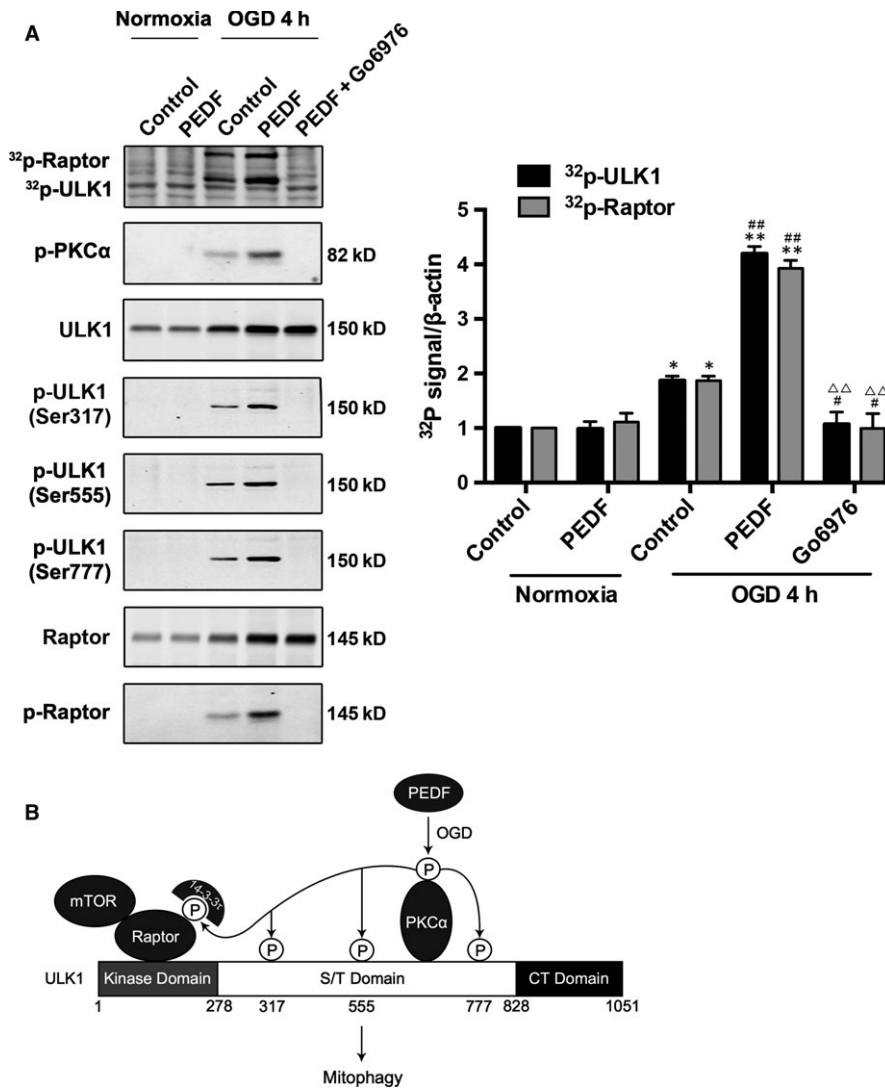 A
Normoxia OGD 4 h
Control
PEDF
Control
PEDF
PEDF + Go6976
³²p-Raptor
³²p-ULK1
p-PKCα
82 kD
ULK1
150 kD
p-ULK1
(Ser317)
150 kD
p-ULK1
(Ser555)
150 kD
p-ULK1
(Ser777)
150 kD
Raptor
145 kD
p-Raptor
145 kD
³²p-ULK1
³²p-Raptor
³²P signal/β-actin
5
4
3
2
1
0
* *
##
**
##
**
△△
#
△△
#
Control
PEDF
Control
PEDF
Go6976
Normoxia
OGD 4 h
B
PEDF
OGD
P
PKCα
mTOR
Raptor
P
P
P
P
ULK1
Kinase Domain
S/T Domain
CT Domain
1 278 317 555 777 828 1051
Mitophagy